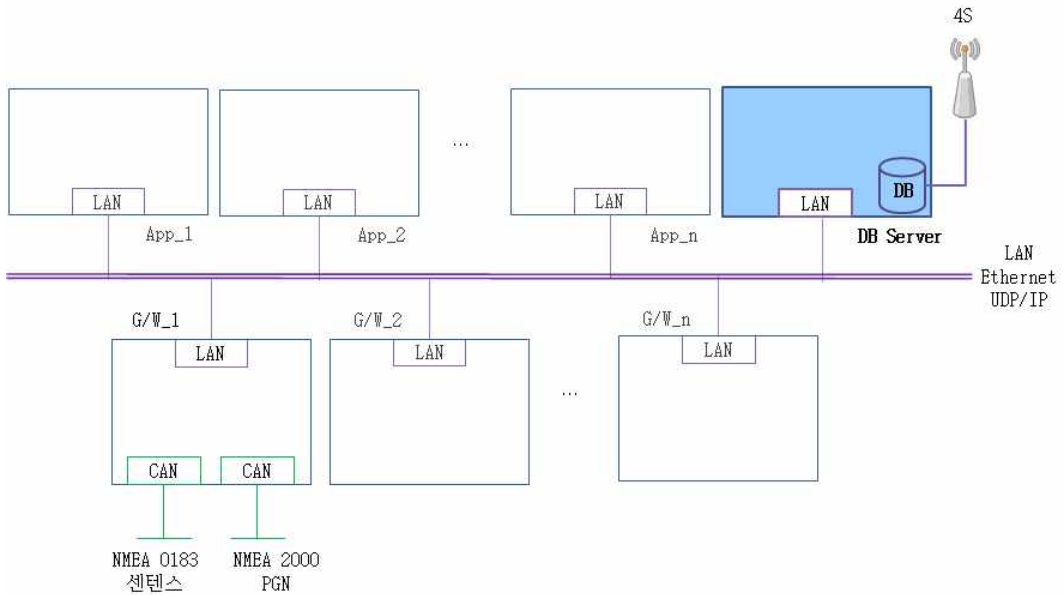 4S
...
DB
LAN
LAN
LAN
LAN
App_1
App_2
App_n
DB Server
LAN
Ethernet
UDP/IP
G/W_1
G/W_2
G/W_n
LAN
LAN
LAN
...
CAN
CAN
NMEA 0183
센텐스
NMEA 2000
PGN